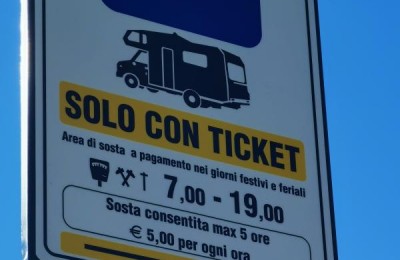 SOLO CON TICKET
Area di sosta a pagamento nei giorni festivi e feriali
7,00 - 19,00
Sosta consentita max 5 ore
€ 5,00 per ogni ora